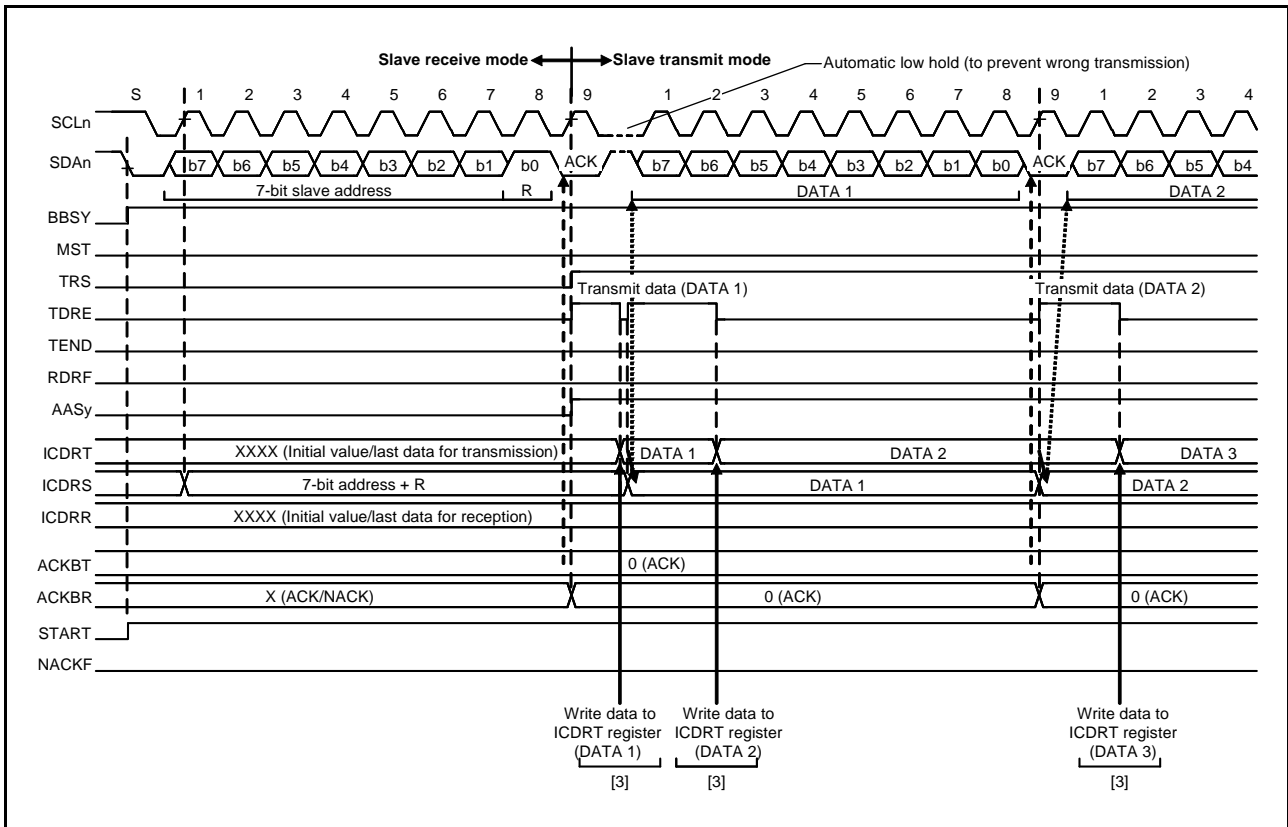 Slave receive mode Slave transmit mode
Automatic low hold (to prevent wrong transmission)
S 1 2 3 4 5 6 7 8 9 1 2 3 4 5 6 7 8 9 1 2 3 4
SCLn
SDAn b7 b6 b5 b4 b3 b2 b1 b0 ACK b7 b6 b5 b4 b3 b2 b1 b0 ACK b7 b6 b5 b4
7-bit slave address R DATA 1 DATA 2
BBSY
MST
TRS
Transmit data (DATA 1) Transmit data (DATA 2)
TDRE
TEND
RDRF
AASy
ICDRT XXXX (Initial value/last data for transmission) DATA 1 DATA 2 DATA 3
ICDRS 7-bit address + R DATA 1 DATA 2
ICDRR XXXX (Initial value/last data for reception)
ACKBT 0 (ACK)
ACKBR X (ACK/NACK) 0 (ACK) 0 (ACK)
START
NACKF
Write data to Write data to Write data to
ICDRT register ICDRT register ICDRT register
(DATA 1) (DATA 2) (DATA 3)
[3] [3] [3]